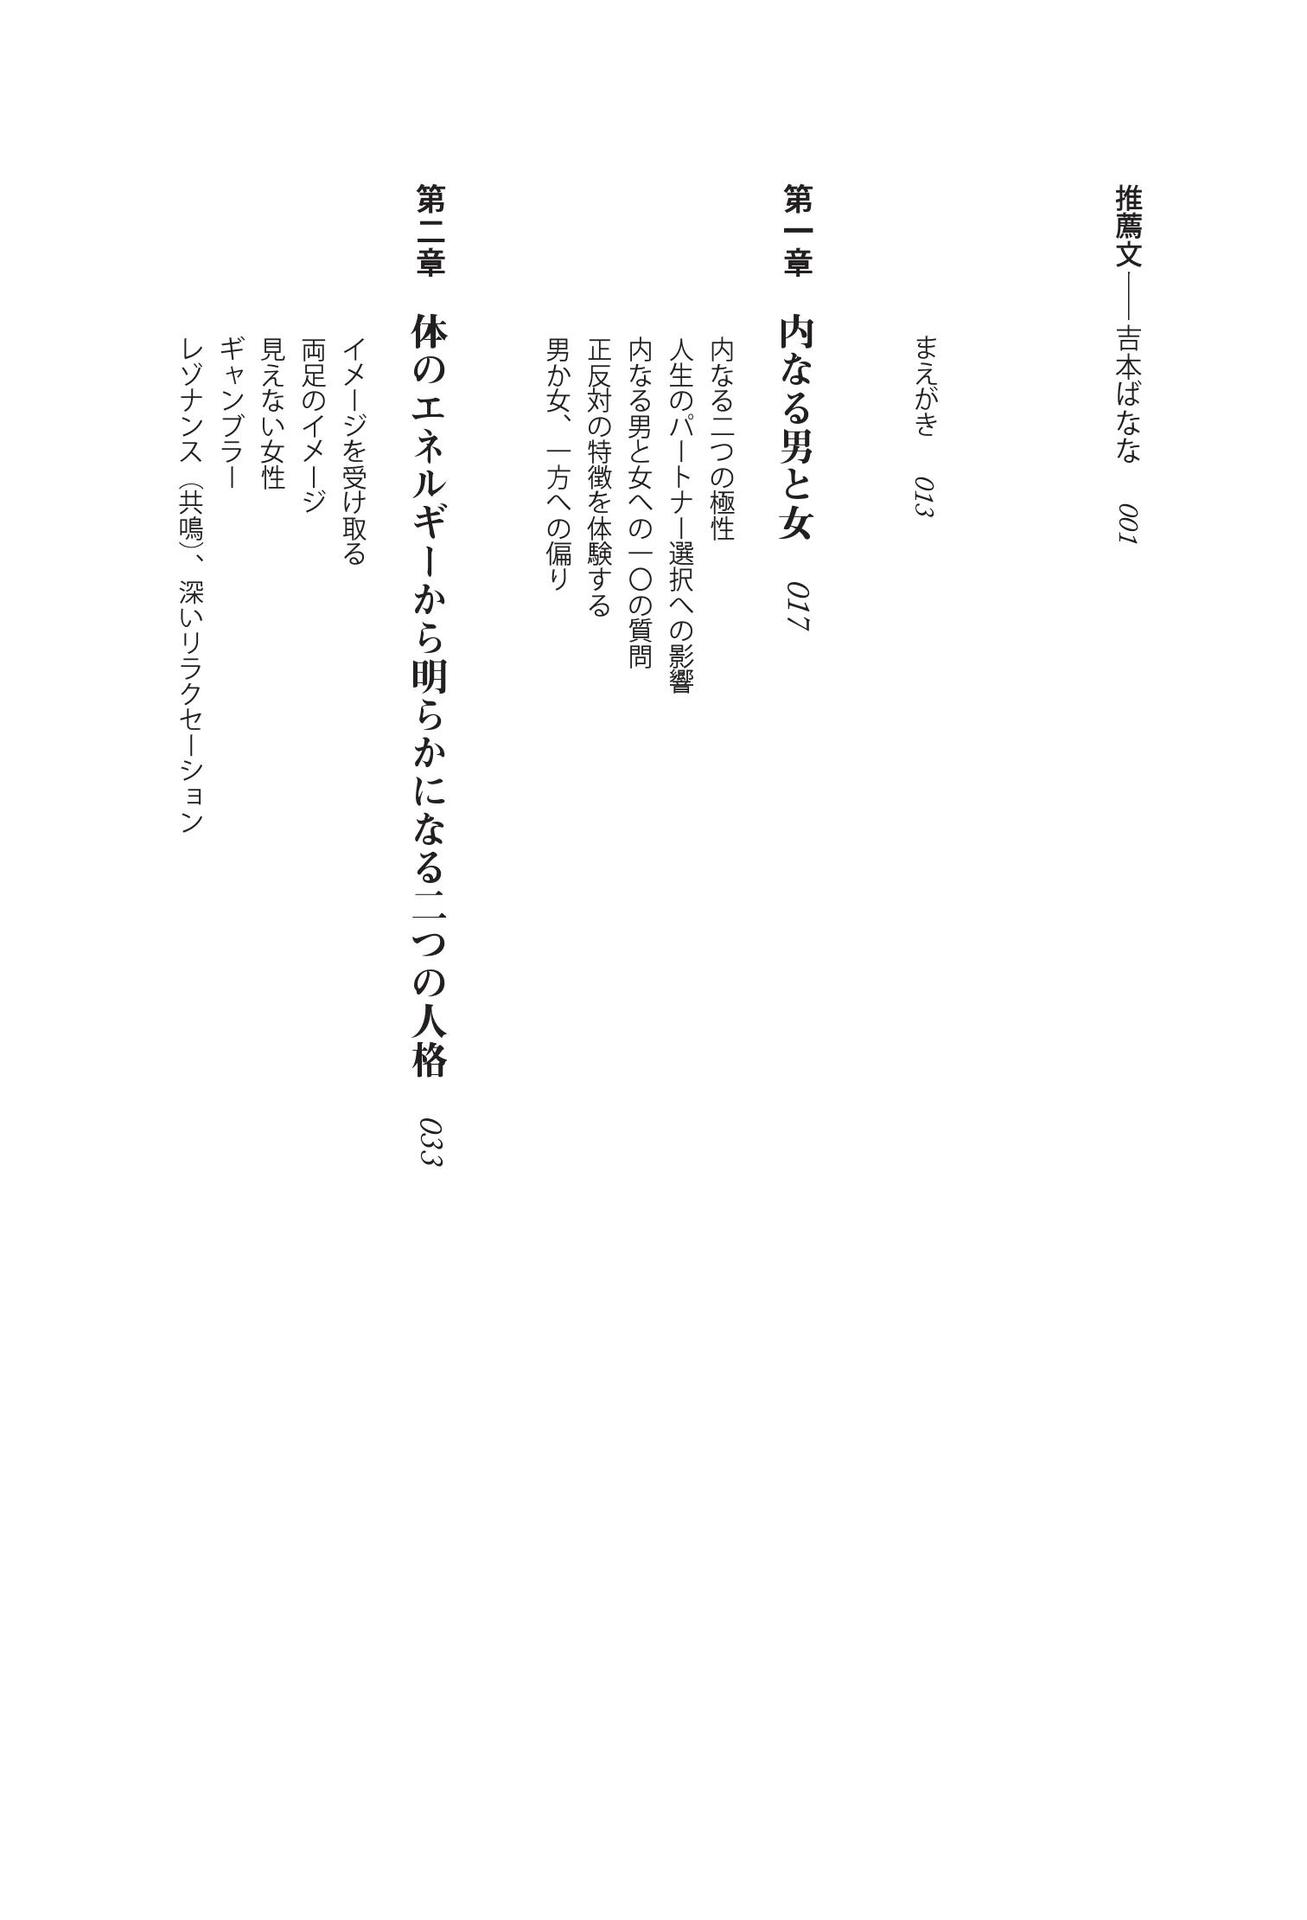 推薦文——吉本ばなな　001
まえがき　013
第一章　内なる男と女　017
内なる二つの極性
人生のパートナー選択への影響
内なる男と女への一〇の質問
正反対の特徴を体験する
男か女、一方への偏り
第二章　体のエネルギーから明らかになる二つの人格　033
イメージを受け取る
両足のイメージ
見えない女性
ギャンブラー
レゾナンス（共鳴）、深いリラクセーション